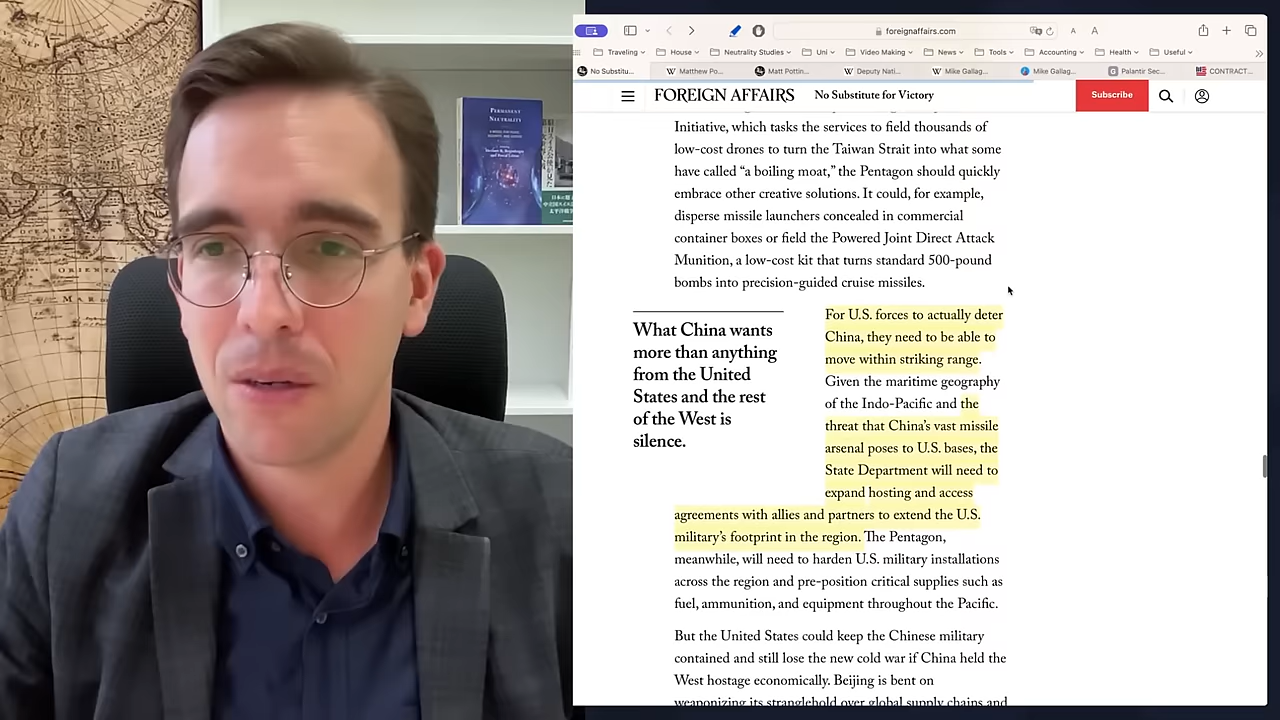 foreignaffairs.com
A A
Traveling
House
Neutrality Studies
Uni
Video Making
News
Tools
Accounting
Health
Useful
No Substitu...
Matthew Po...
Matt Pottin...
Deputy Nati...
Mike Gallag...
Mike Gallag...
Palantir Sec...
CONTRACT...
FOREIGN AFFAIRS
No Substitute for Victory
Subscribe
Initiative, which tasks the services to field thousands of
low-cost drones to turn the Taiwan Strait into what some
have called “a boiling moat,” the Pentagon should quickly
embrace other creative solutions. It could, for example,
disperse missile launchers concealed in commercial
container boxes or field the Powered Joint Direct Attack
Munition, a low-cost kit that turns standard 500-pound
bombs into precision-guided cruise missiles.
What China wants
more than anything
from the United
States and the rest
of the West is
silence.
For U.S. forces to actually deter
China, they need to be able to
move within striking range.
Given the maritime geography
of the Indo-Pacific and the
threat that China’s vast missile
arsenal poses to U.S. bases, the
State Department will need to
expand hosting and access
agreements with allies and partners to extend the U.S.
military’s footprint in the region. The Pentagon,
meanwhile, will need to harden U.S. military installations
across the region and pre-position critical supplies such as
fuel, ammunition, and equipment throughout the Pacific.
But the United States could keep the Chinese military
contained and still lose the new cold war if China held the
West hostage economically. Beijing is bent on
weaponizing its stranglehold over global supply chains and
PERMANENT
NEUTRALITY